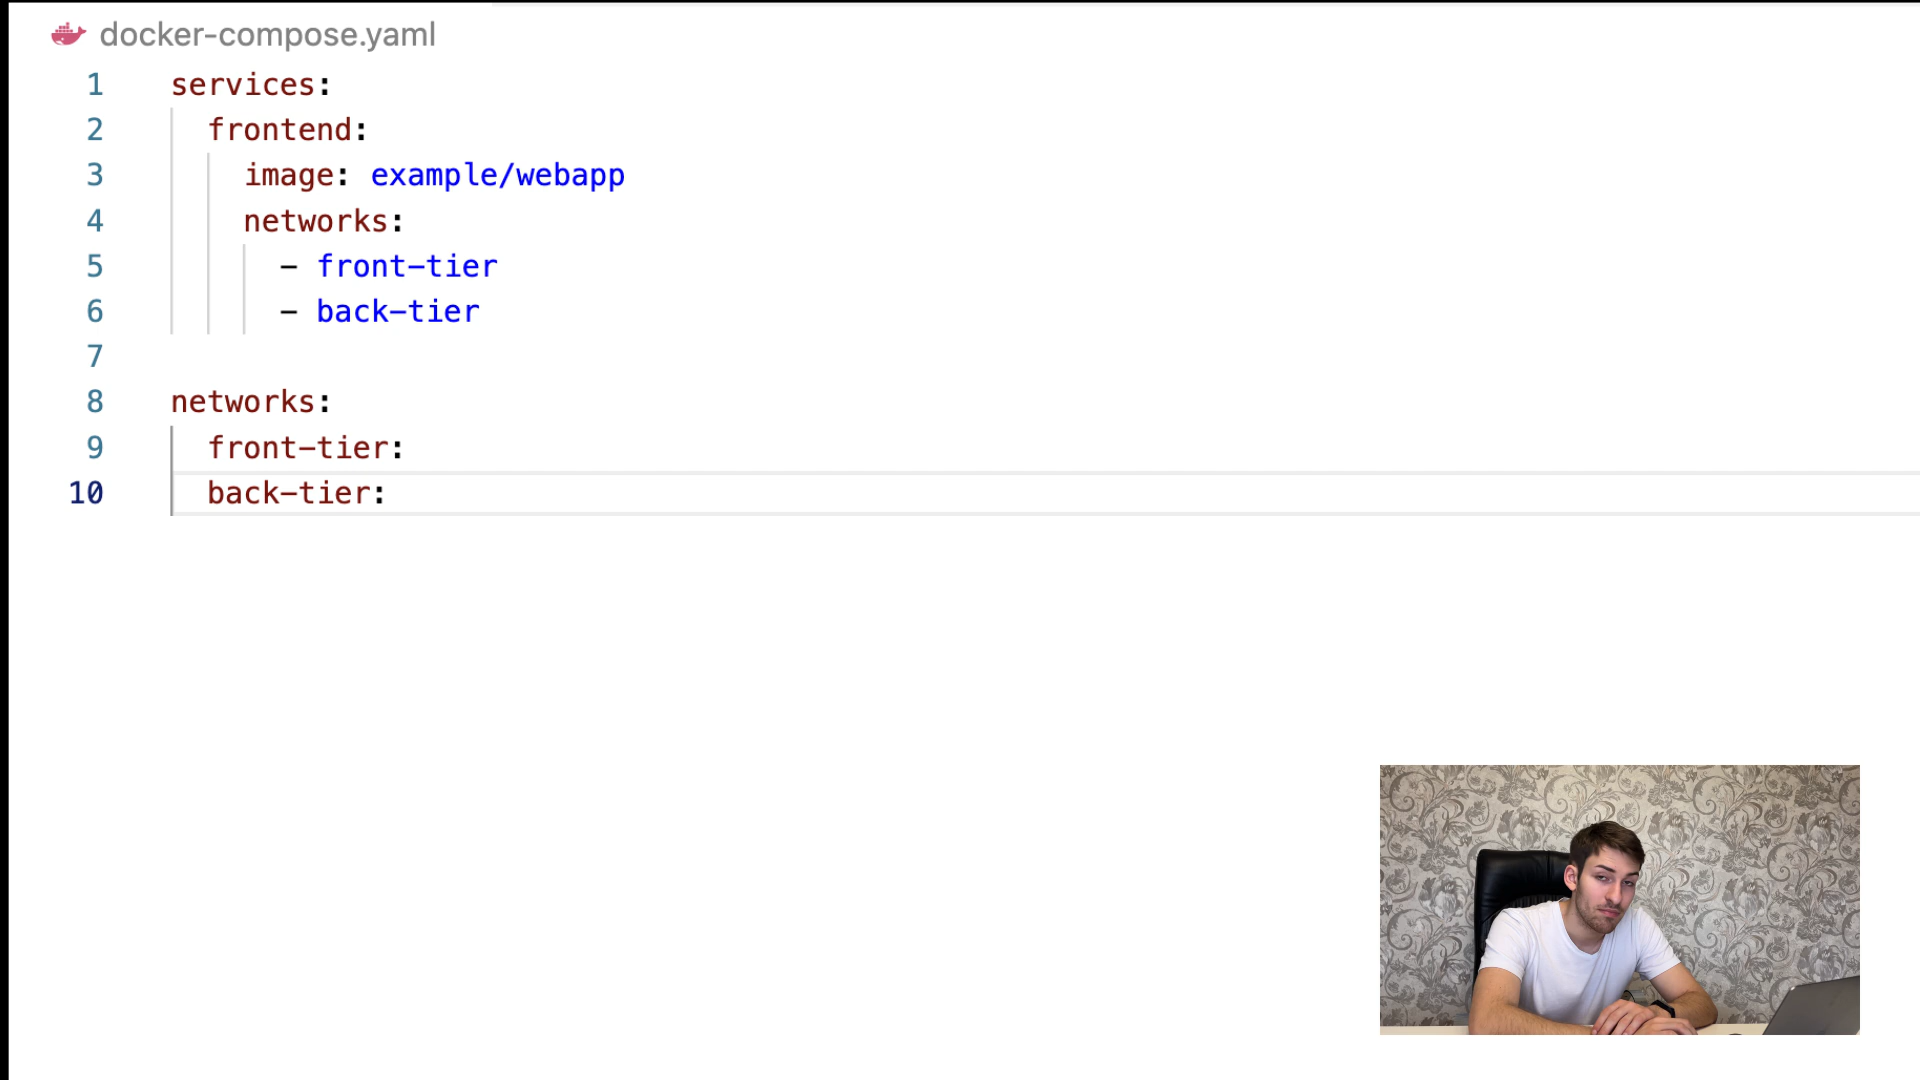 docker-compose.yaml
1 services:
2 frontend:
3 image: example/webapp
4 networks:
5 - front-tier
6 - back-tier
7
8 networks:
9 front-tier:
10 back-tier: